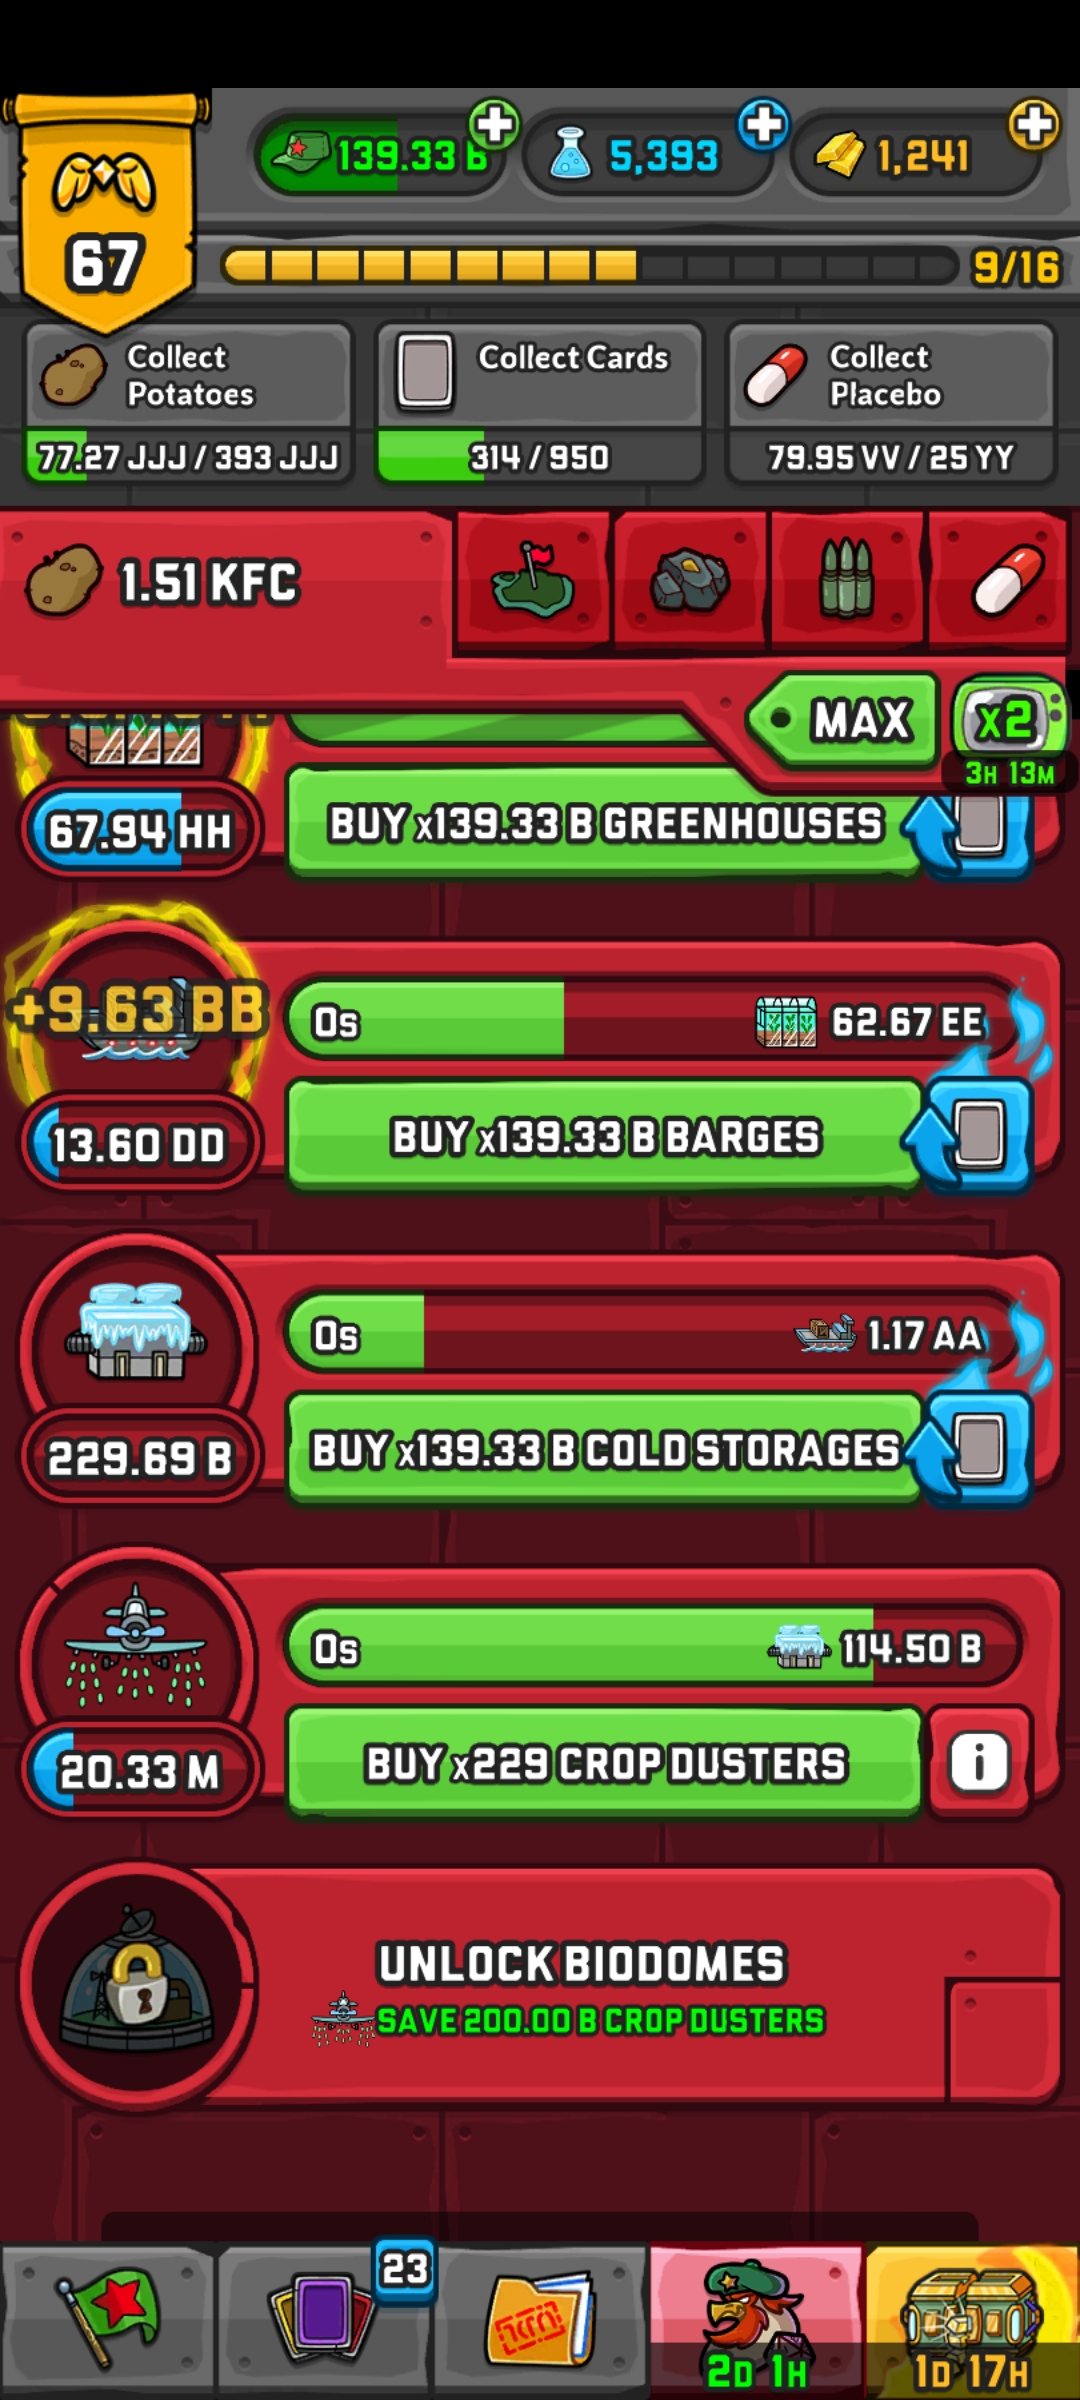 139.33 B
5,393
1,241
67
9/16
Collect
Potatoes
77.27 JJJ / 393 JJJ
Collect Cards
314 / 950
Collect
Placebo
79.95 VV / 25 YY
1.51 KFC
MAX
x2
3H 13M
67.94 HH
BUY x139.33 B GREENHOUSES
+9.63 BB
0s
62.67 EE
13.60 DD
BUY x139.33 B BARGES
0s
1.17 AA
229.69 B
BUY x139.33 B COLD STORAGES
0s
114.50 B
20.33 M
BUY x229 CROP DUSTERS
i
UNLOCK BIODOMES
SAVE 200.00 B CROP DUSTERS
23
2D 1H
1D 17H